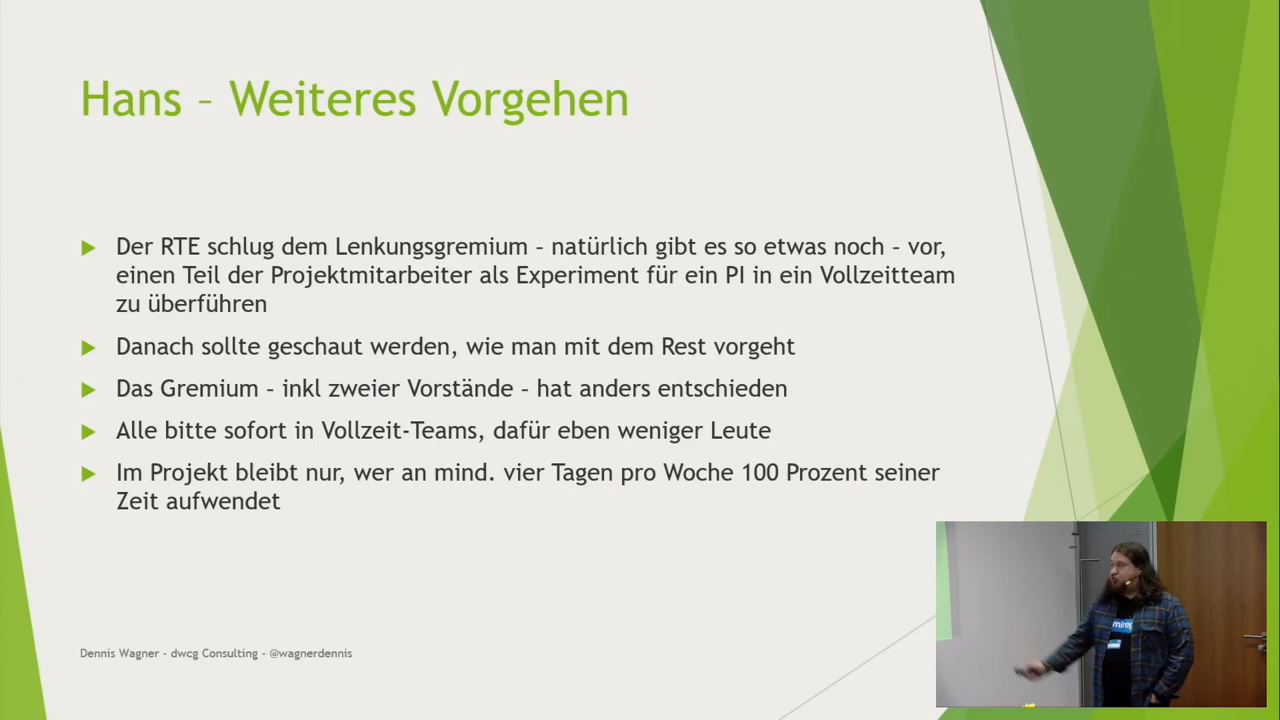 Hans – Weiteres Vorgehen
Der RTE schlug dem Lenkungsgremium – natürlich gibt es so etwas noch – vor,
einen Teil der Projektmitarbeiter als Experiment für ein PI in ein Vollzeitteam
zu überführen
Danach sollte geschaut werden, wie man mit dem Rest vorgeht
Das Gremium – inkl zweier Vorstände – hat anders entschieden
Alle bitte sofort in Vollzeit-Teams, dafür eben weniger Leute
Im Projekt bleibt nur, wer an mind. vier Tagen pro Woche 100 Prozent seiner
Zeit aufwendet
Dennis Wagner – dwcg Consulting - @wagnerdennis